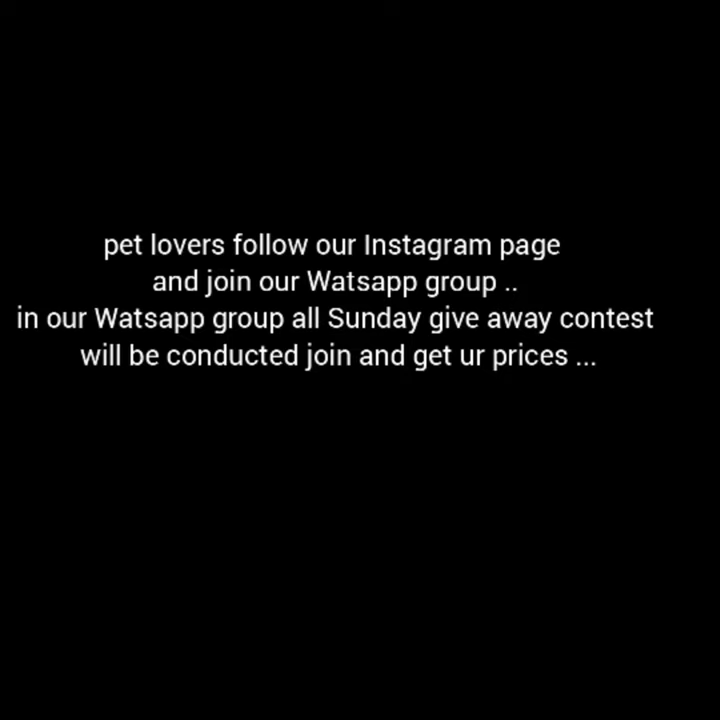 pet lovers follow our Instagram page
and join our Watsapp group ..
in our Watsapp group all Sunday give away contest
will be conducted join and get ur prices ...